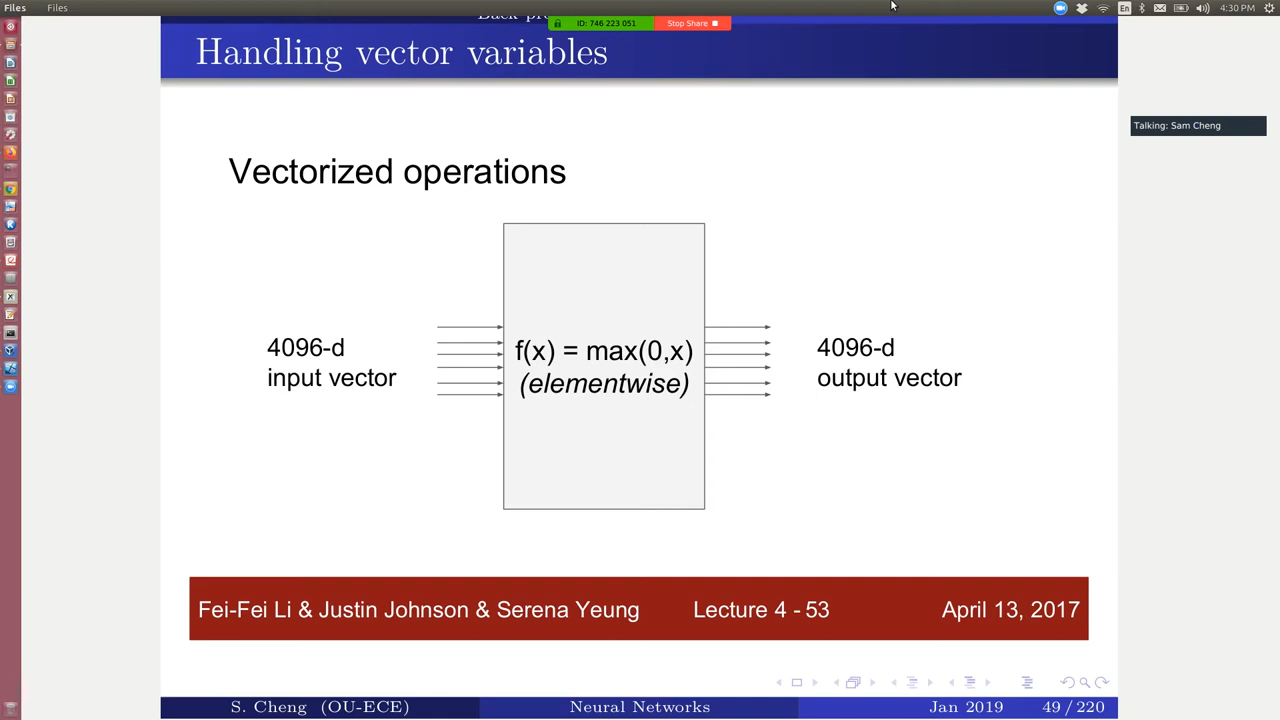 Files Files En 4:30 PM
ID: 746 223 051 Stop Share
Handling vector variables
Talking: Sam Cheng
Vectorized operations
4096-d
input vector
f(x) = max(0,x)
(elementwise)
4096-d
output vector
Fei-Fei Li & Justin Johnson & Serena Yeung Lecture 4 - 53 April 13, 2017
S. Cheng (OU-ECE) Neural Networks Jan 2019 49 / 220